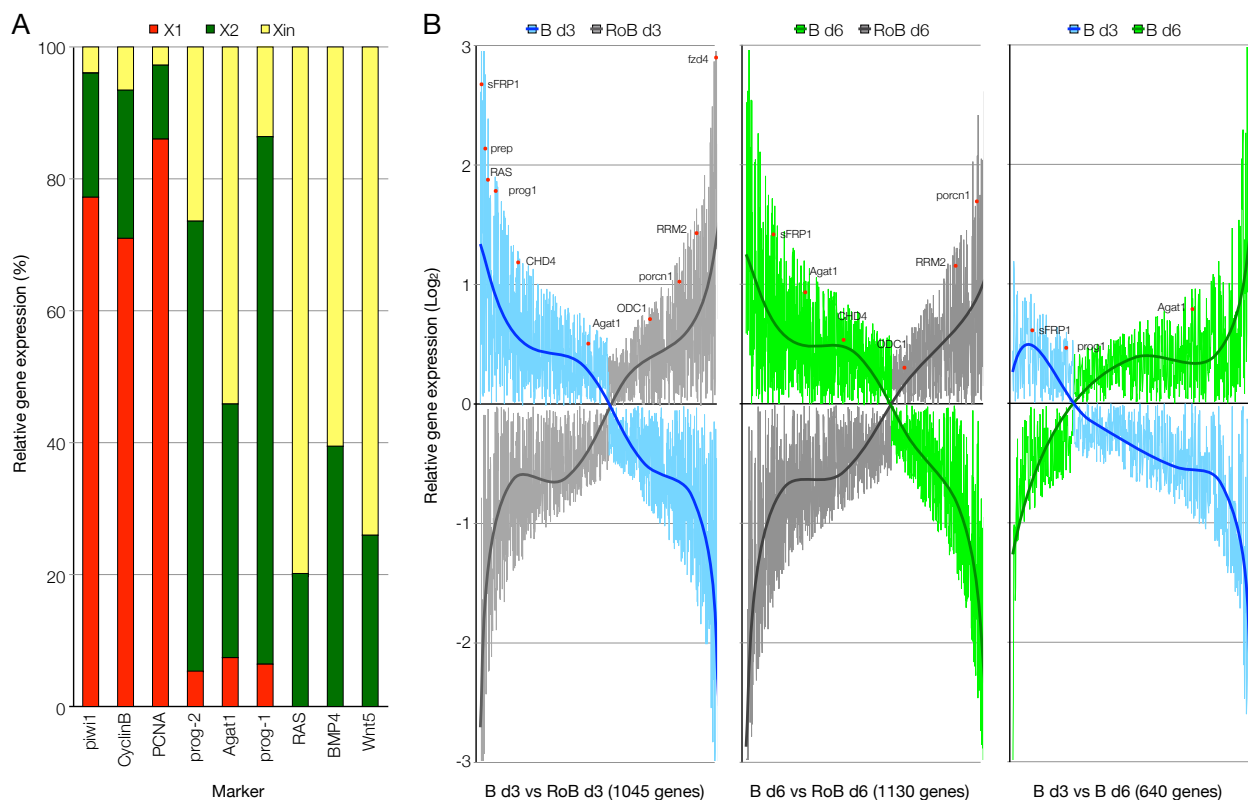 A
X1 X2 Xin
Relative gene expression (%)
100
80
60
40
20
0
piwi1
CyclinB
PCNA
prog-2
Agat1
prog-1
RAS
BMP4
Wnt5
Marker
B
Relative gene expression (Log2)
3
2
1
0
-1
-2
-3
B d3 RoB d3
sFRP1
prep
RAS
prog1
CHD4
Agat1
ODC1
porcn1
RRM2
fzd4
B d3 vs RoB d3 (1045 genes)
B d6 RoB d6
sFRP1
Agat1
CHD4
ODC1
RRM2
porcn1
B d6 vs RoB d6 (1130 genes)
B d3 B d6
sFRP1
prog1
Agat1
B d3 vs B d6 (640 genes)